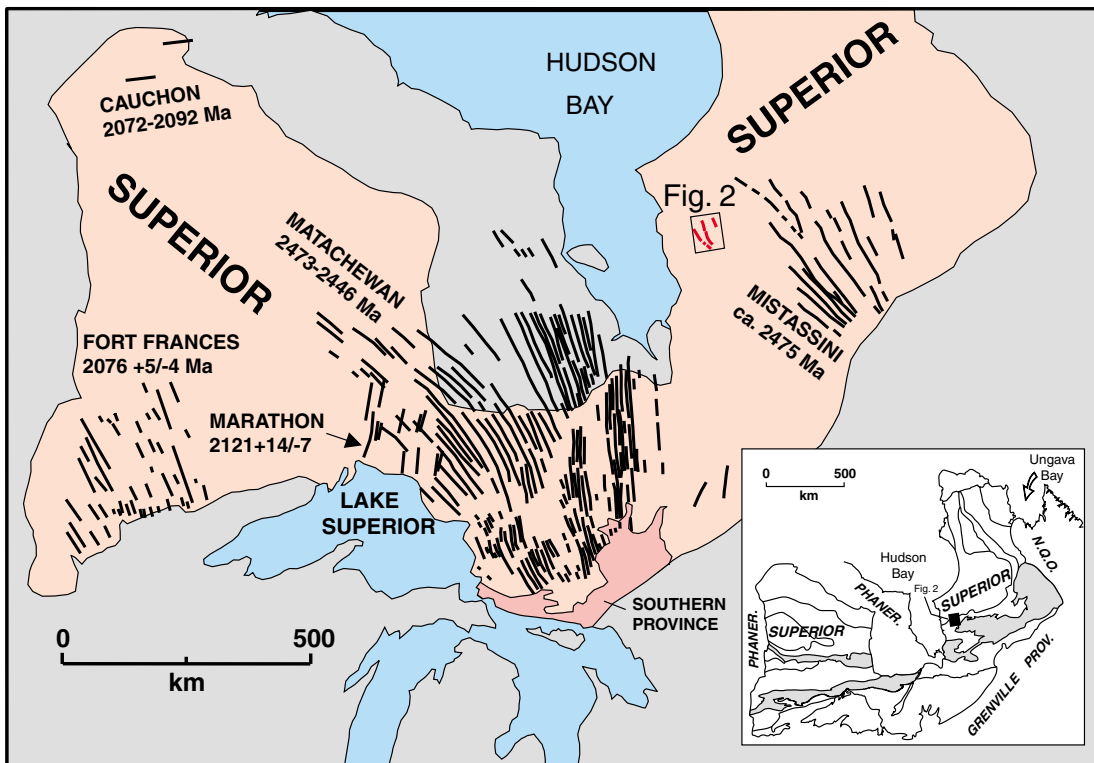 HUDSON
BAY
SUPERIOR
CAUCHON
2072-2092 Ma
SUPERIOR
Fig. 2
MATACHEWAN
2473-2446 Ma
MISTASSINI
ca. 2475 Ma
FORT FRANCES
2076 +5/-4 Ma
MARATHON
2121+14/-7
LAKE
SUPERIOR
SOUTHERN
PROVINCE
0 500
km
0 500
km
Ungava
Bay
N.Q.O.
Hudson
Bay
Fig. 2
SUPERIOR
PHANER.
PHANER.
SUPERIOR
GRENVILLE PROV.